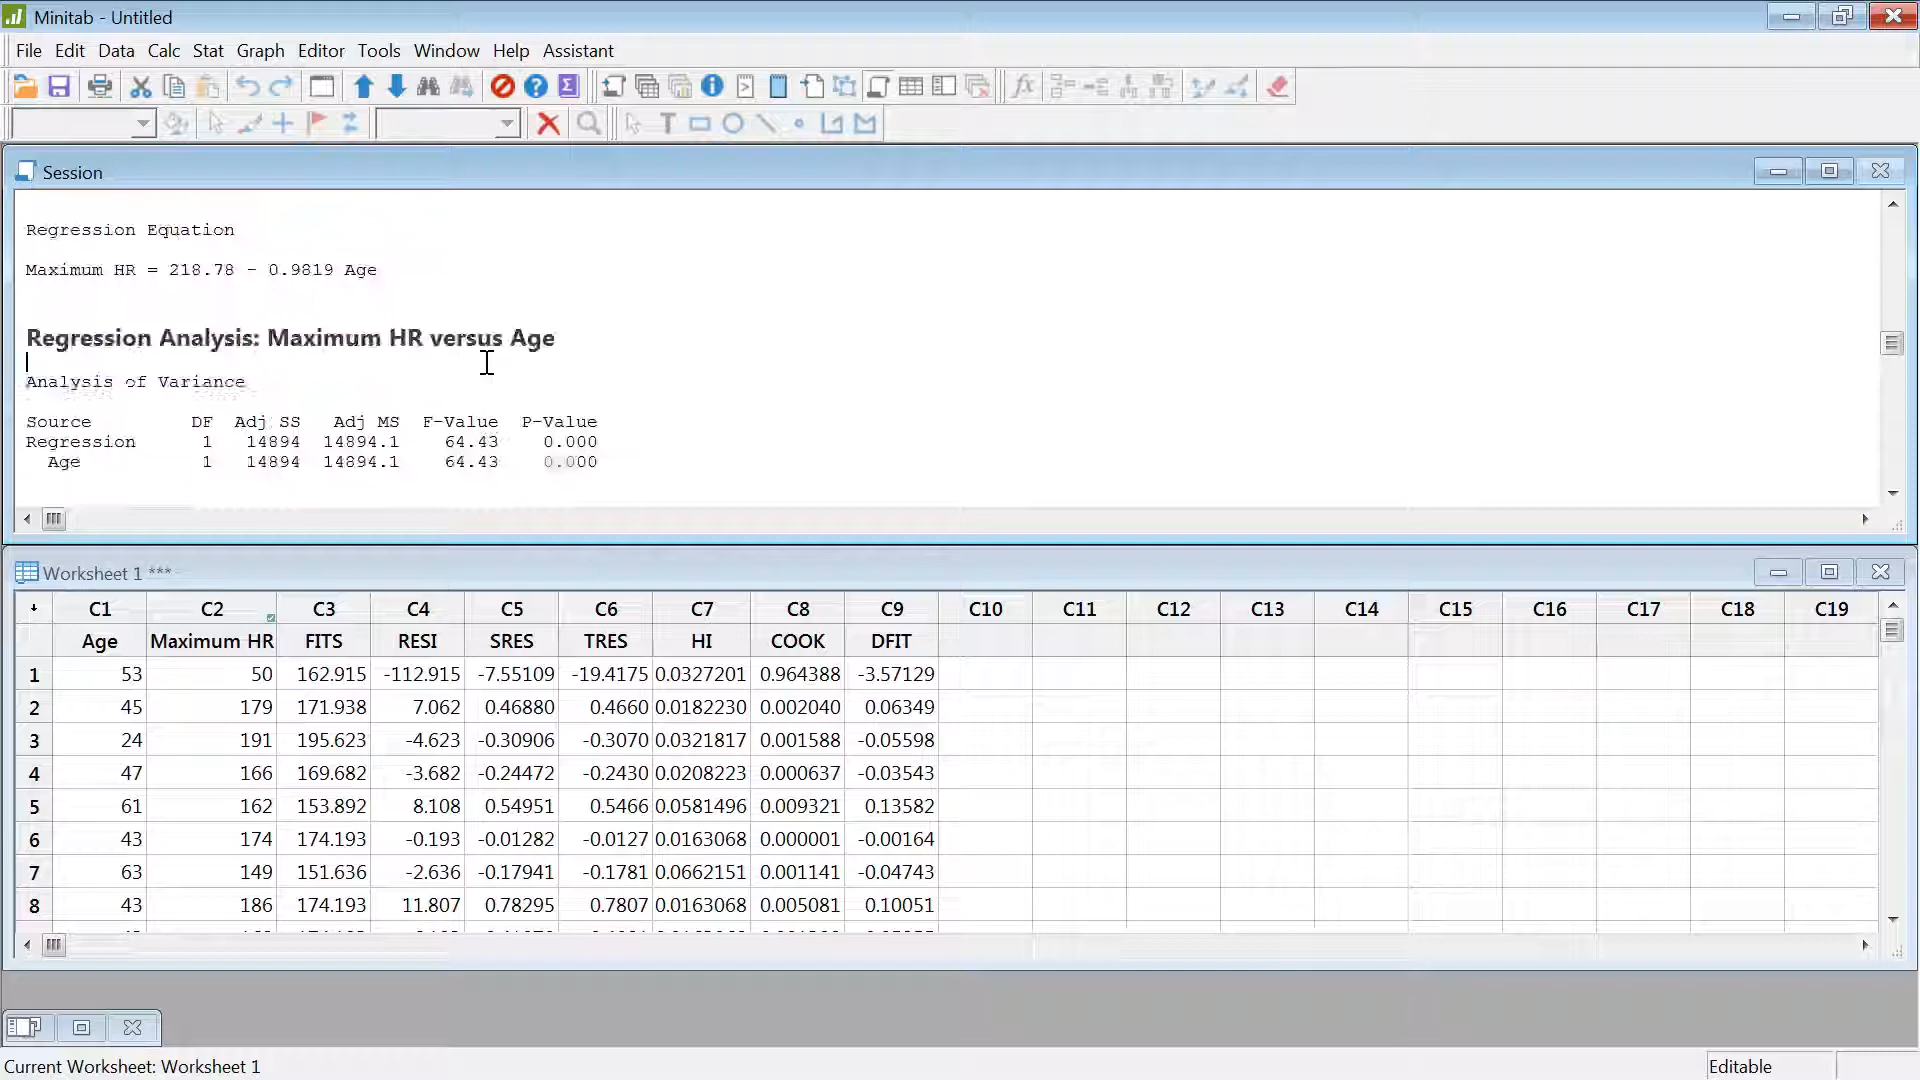 Minitab - Untitled
File Edit Data Calc Stat Graph Editor Tools Window Help Assistant
Session
Regression Equation
Maximum HR = 218.78 - 0.9819 Age
Regression Analysis: Maximum HR versus Age
Analysis of Variance
Source DF Adj SS Adj MS F-Value P-Value
Regression 1 14894 14894.1 64.43 0.000
Age 1 14894 14894.1 64.43 0.000
Worksheet 1 ***
C1 C2 C3 C4 C5 C6 C7 C8 C9 C10 C11 C12 C13 C14 C15 C16 C17 C18 C19
Age Maximum HR FITS RESI SRES TRES HI COOK DFIT
1 53 50 162.915 -112.915 -7.55109 -19.4175 0.0327201 0.964388 -3.57129
2 45 179 171.938 7.062 0.46880 0.4660 0.0182230 0.002040 0.06349
3 24 191 195.623 -4.623 -0.30906 -0.3070 0.0321817 0.001588 -0.05598
4 47 166 169.682 -3.682 -0.24472 -0.2430 0.0208223 0.000637 -0.03543
5 61 162 153.892 8.108 0.54951 0.5466 0.0581496 0.009321 0.13582
6 43 174 174.193 -0.193 -0.01282 -0.0127 0.0163068 0.000001 -0.00164
7 63 149 151.636 -2.636 -0.17941 -0.1781 0.0662151 0.001141 -0.04743
8 43 186 174.193 11.807 0.78295 0.7807 0.0163068 0.005081 0.10051
Current Worksheet: Worksheet 1
Editable